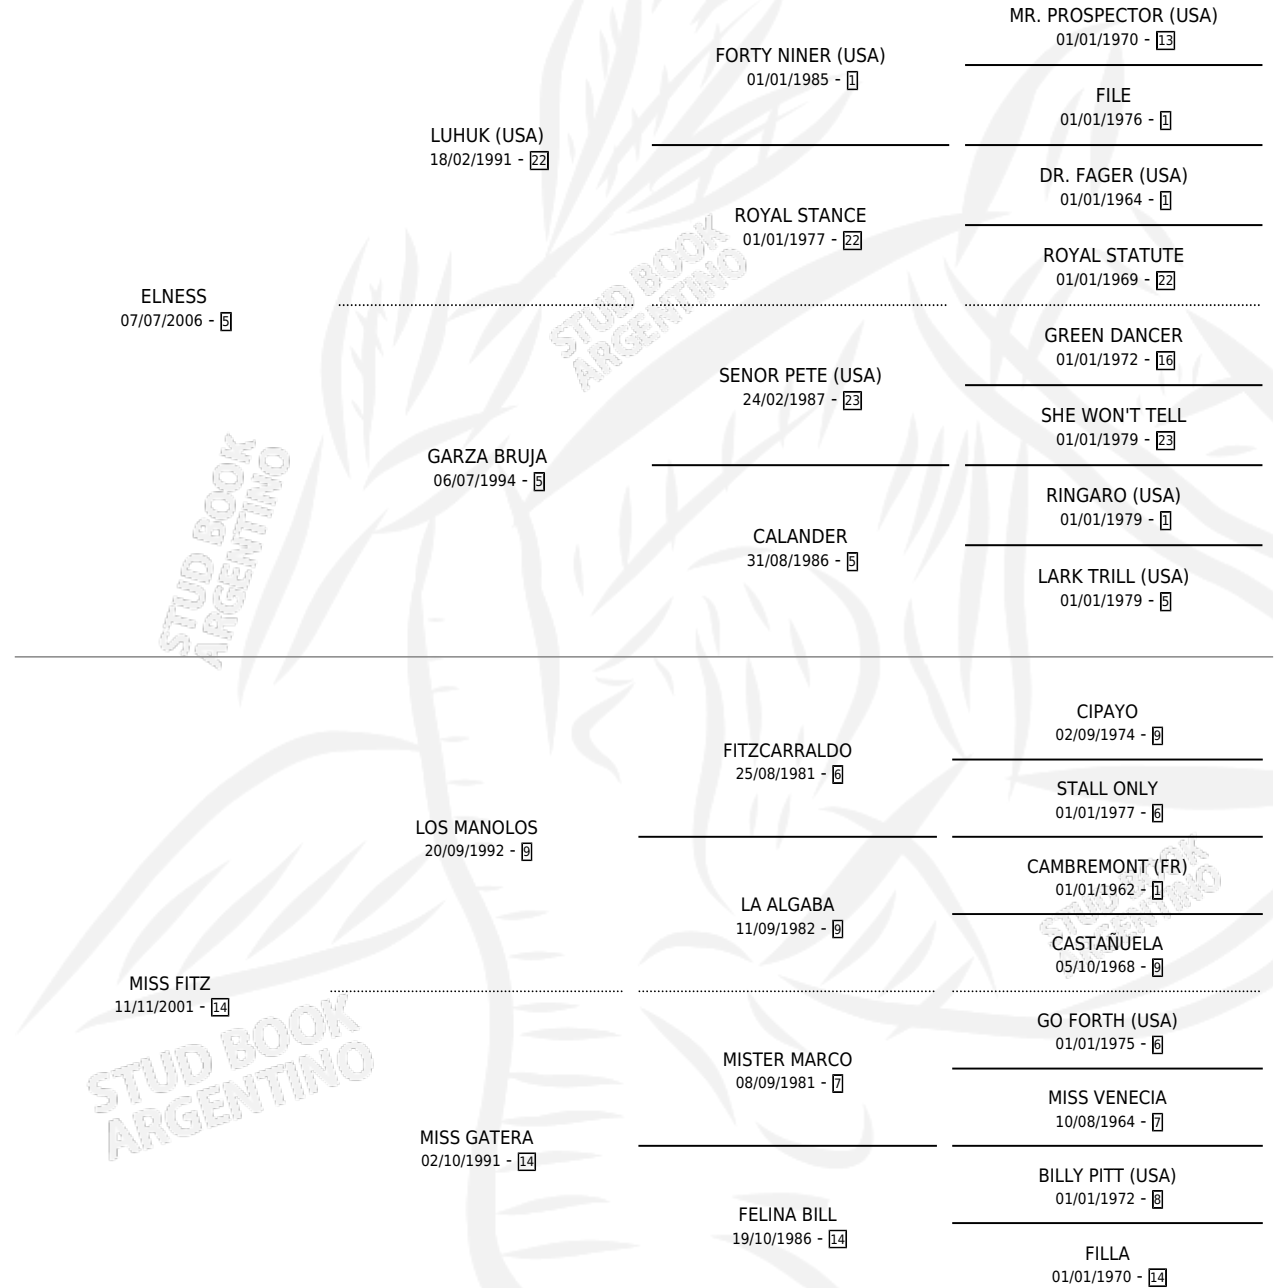 MR. PROSPECTOR (USA)
01/01/1970 - 13
FORTY NINER (USA)
01/01/1985 - 1
FILE
01/01/1976 - 1
LUHUK (USA)
18/02/1991 - 22
DR. FAGER (USA)
01/01/1964 - 1
ROYAL STANCE
01/01/1977 - 22
ROYAL STATUTE
01/01/1969 - 22
ELNESS
07/07/2006 - 5
STUD BOOK
ARGENTINO
GREEN DANCER
01/01/1972 - 16
SENOR PETE (USA)
24/02/1987 - 23
SHE WON'T TELL
01/01/1979 - 23
GARZA BRUJA
06/07/1994 - 5
RINGARO (USA)
01/01/1979 - 1
CALANDER
31/08/1986 - 5
LARK TRILL (USA)
01/01/1979 - 5
STUD BOOK
ARGENTINO
CIPAYO
02/09/1974 - 9
FITZCARRALDO
25/08/1981 - 6
STALL ONLY
01/01/1977 - 6
LOS MANOLOS
20/09/1992 - 9
CAMBREMONT (FR)
01/01/1962 - 1
LA ALGABA
11/09/1982 - 9
STUD BOOK
ARGENTINO
CASTAÑUELA
05/10/1968 - 9
MISS FITZ
11/11/2001 - 14
GO FORTH (USA)
01/01/1975 - 6
MISTER MARCO
08/09/1981 - 7
MISS VENECIA
10/08/1964 - 7
STUD BOOK
ARGENTINO
MISS GATERA
02/10/1991 - 14
BILLY PITT (USA)
01/01/1972 - 8
FELINA BILL
19/10/1986 - 14
FILLA
01/01/1970 - 14